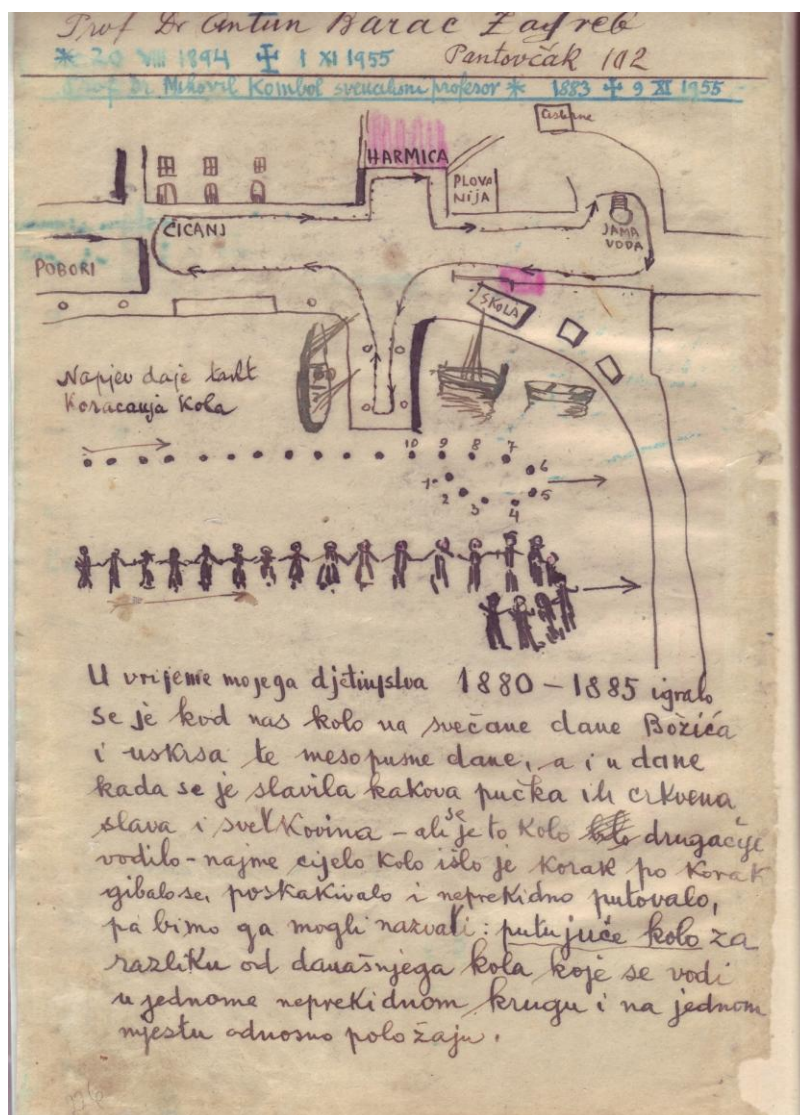 Prof Dr Antun Barac Zagreb
* 20 VIII 1894 ✝ 1 XI 1955 Pantovčak 102
Prof. Dr. Mihovil Kombol sveučilišni profesor * 1883 ✝ 9 XI 1955
HARMICA
PLOVA
NIJA
ČIČANJ
JAMA
VODA
POBORI
ŠKOLA
Napjev daje takt
Koracanja Kola
10 9 8 7
6
1
2 3 4 5
U vrijeme mojega djetinjstva 1880 – 1885 igralo
se je kod nas kolo na svečane dane Božića
i uskrsa te mesopusne dane, a i u dane
kada se je slavila kakova pučka ili crkvena
slava i svetkovina – ali se je to Kolo drugačije
vodilo – najme cijelo Kolo išlo je korak po korak
gibalo se, poskakivalo i neprekidno putovalo,
pa bimo ga mogli nazvati: putujuće kolo za
razliku od današnjega kola koje se vodi
u jednome neprekidnom krugu i na jednom
mjestu odnosno položaju.